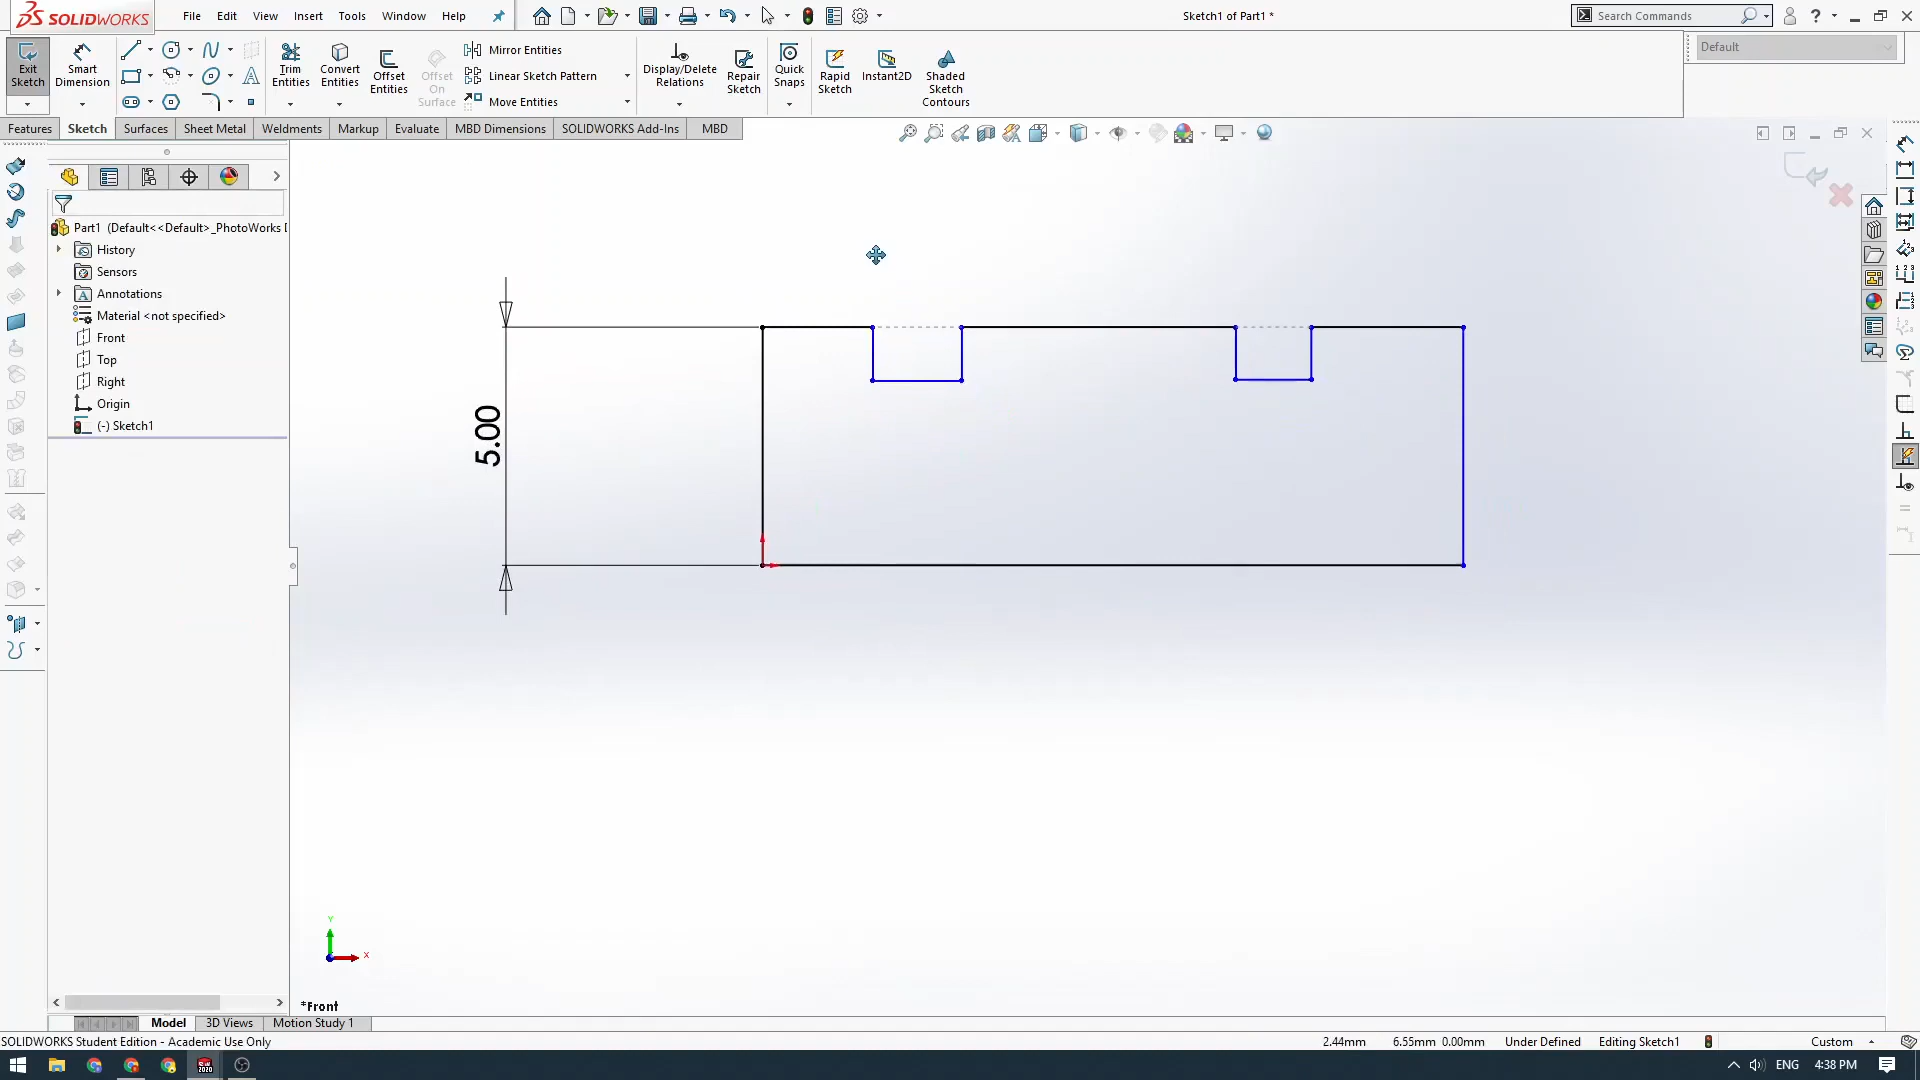 SOLIDWORKS
File Edit View Insert Tools Window Help
Sketch1 of Part1 *
Search Commands
Default
Exit Sketch
Smart Dimension
Trim Entities
Convert Entities
Offset Entities
Offset On Surface
Mirror Entities
Linear Sketch Pattern
Move Entities
Display/Delete Relations
Repair Sketch
Quick Snaps
Rapid Sketch
Instant2D
Shaded Sketch Contours
Features Sketch Surfaces Sheet Metal Weldments Markup Evaluate MBD Dimensions SOLIDWORKS Add-Ins MBD
Part1 (Default<<Default>_PhotoWorks
History
Sensors
Annotations
Material <not specified>
Front
Top
Right
Origin
(-) Sketch1
5.00
Y
X
*Front
Model 3D Views Motion Study 1
SOLIDWORKS Student Edition - Academic Use Only
2.44mm 6.55mm 0.00mm Under Defined Editing Sketch1 Custom
ENG 4:38 PM